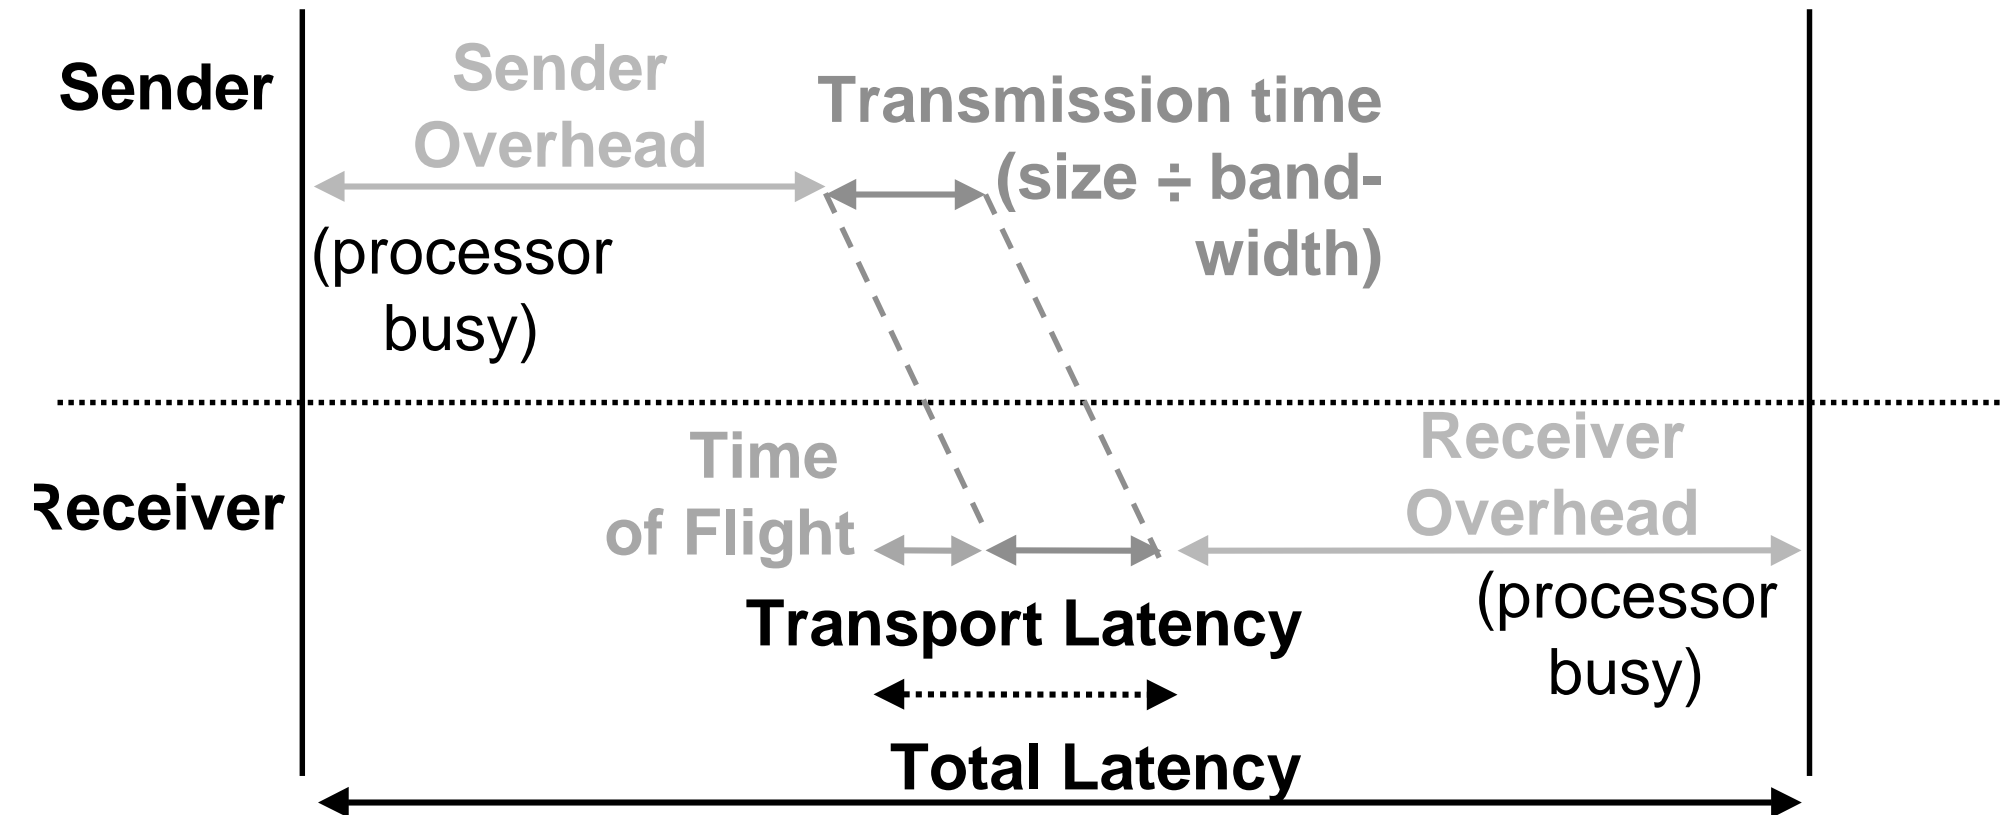 Sender
Sender
Overhead
Transmission time
(size ÷ band-
width)
(processor
busy)
Receiver
Time
of Flight
Receiver
Overhead
(processor
busy)
Transport Latency
Total Latency